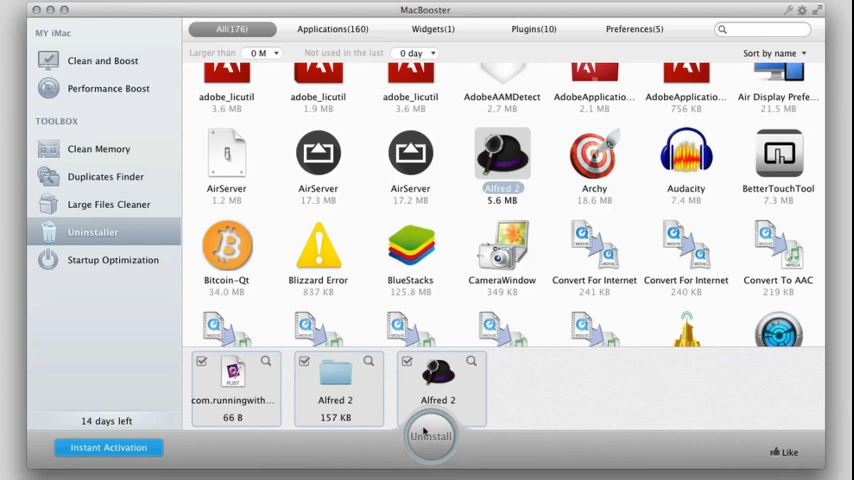 MacBooster
MY iMac
Clean and Boost
Performance Boost
TOOLBOX
Clean Memory
Duplicates Finder
Large Files Cleaner
Uninstaller
Startup Optimization
14 days left
Instant Activation
All(176)
Applications(160)
Widgets(1)
Plugins(10)
Preferences(5)
Larger than 0 M
Not used in the last 0 day
Sort by name
adobe_licutil
3.6 MB
adobe_licutil
1.9 MB
adobe_licutil
3.6 MB
AdobeAAMDetect
2.7 MB
AdobeApplicatio...
2.1 MB
AdobeApplicatio...
756 KB
Air Display Prefe...
21.5 MB
AirServer
1.2 MB
AirServer
17.3 MB
AirServer
17.2 MB
Alfred 2
5.6 MB
Archy
18.6 MB
Audacity
7.4 MB
BetterTouchTool
7.3 MB
Bitcoin-Qt
34.0 MB
Blizzard Error
837 KB
BlueStacks
125.8 MB
CameraWindow
349 KB
Convert For Internet
241 KB
Convert For Internet
240 KB
Convert To AAC
219 KB
PLIST
com.runningwith...
66 B
Alfred 2
157 KB
Alfred 2
Uninstall
Like